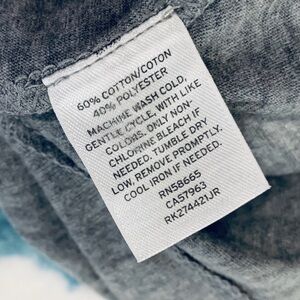 60% COTTON/COTON
40% POLYESTER
MACHINE WASH COLD,
GENTLE CYCLE, WITH LIKE
COLORS. ONLY NON-
CHLORINE BLEACH IF
NEEDED. TUMBLE DRY
LOW, REMOVE PROMPTLY.
COOL IRON IF NEEDED.
RN58665
CA57963
RK274421JR